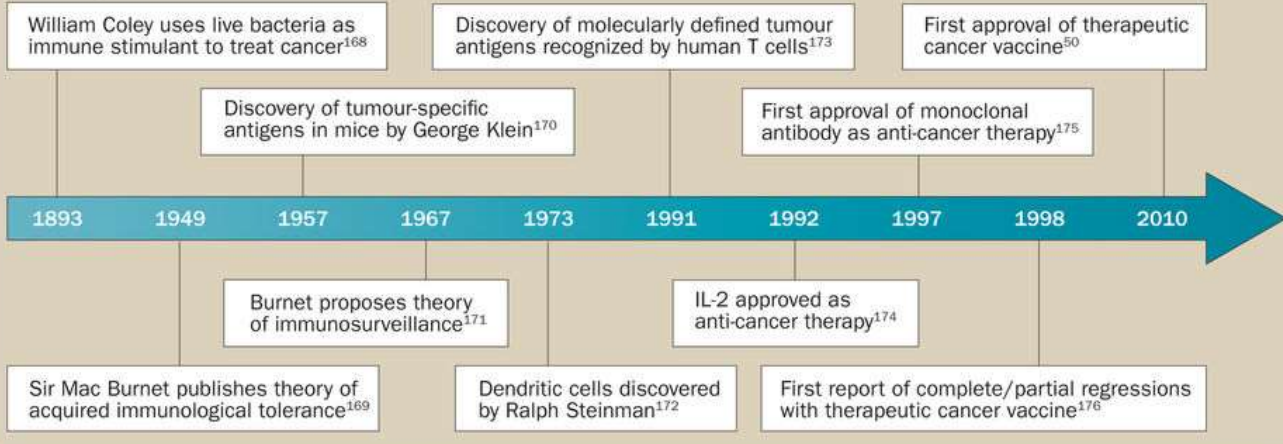 William Coley uses live bacteria as
immune stimulant to treat cancer¹⁶⁸
Discovery of molecularly defined tumour
antigens recognized by human T cells¹⁷³
First approval of therapeutic
cancer vaccine⁵⁰
Discovery of tumour-specific
antigens in mice by George Klein¹⁷⁰
First approval of monoclonal
antibody as anti-cancer therapy¹⁷⁵
1893 1949 1957 1967 1973 1991 1992 1997 1998 2010
Burnet proposes theory
of immunosurveillance¹⁷¹
IL-2 approved as
anti-cancer therapy¹⁷⁴
Sir Mac Burnet publishes theory of
acquired immunological tolerance¹⁶⁹
Dendritic cells discovered
by Ralph Steinman¹⁷²
First report of complete/partial regressions
with therapeutic cancer vaccine¹⁷⁶